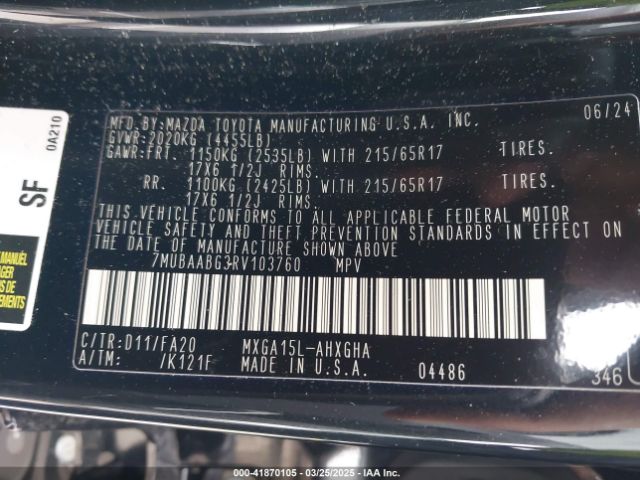 MFD.BY:MAZDA TOYOTA MANUFACTURING U.S.A. INC. 06/24
GVWR:2020KG (4455LB)
GAWR:FRT. 1150KG (2535LB) WITH 215/65R17 TIRES.
17X6 1/2J RIMS.
RR. 1100KG (2425LB) WITH 215/65R17 TIRES.
17X6 1/2J RIMS.
THIS VEHICLE CONFORMS TO ALL APPLICABLE FEDERAL MOTOR
VEHICLE SAFETY AND THEFT PREVENTION STANDARDS IN EFFECT ON
THE DATE OF MANUFACTURE SHOWN ABOVE
7MUBAABG3RV103760 MPV
C/TR:D11/FA20 MXGA15L-AHXGHA
A/TM: /K121F MADE IN U.S.A. 04486 346
SF 0A210
000-41870105 — 03/25/2025 — IAA Inc.